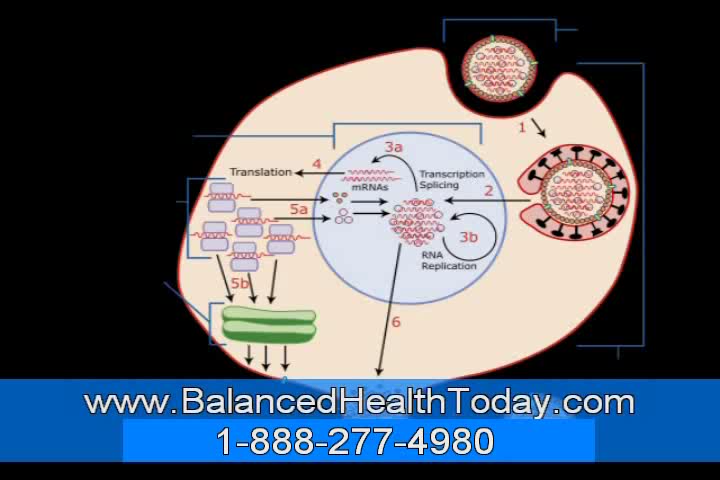 1
3a
4
Translation
mRNAs
Transcription
Splicing
2
5a
3b
RNA
Replication
5b
6
www.BalancedHealthToday.com
1-888-277-4980